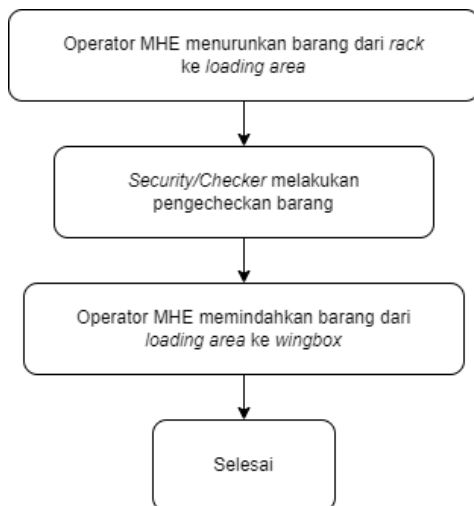 Operator MHE menurunkan barang dari rack
ke loading area
Security/Checker melakukan
pengecheckan barang
Operator MHE memindahkan barang dari
loading area ke wingbox
Selesai